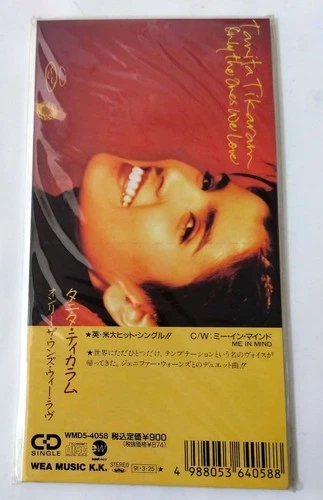 Tanita Tikaram
Only the Ones We Love
タニタ・ティカラム
オンリー・ザ・ワンズ・ウィー・ラヴ
★英・米大ヒット・シングル!!
C/W:ミー・イン・マインド
ME IN MIND
★世界にただひとつだけ、テンプテーションという名のヴォイスが
帰ってきた。ジェニファー・ウォーンズとのデュエット曲!!
CD
SINGLE
WMD5-4058 税込定価¥900
(税抜価格¥874)
WEA MUSIC K.K.
STEREO
91·3·25
4 988053 640588